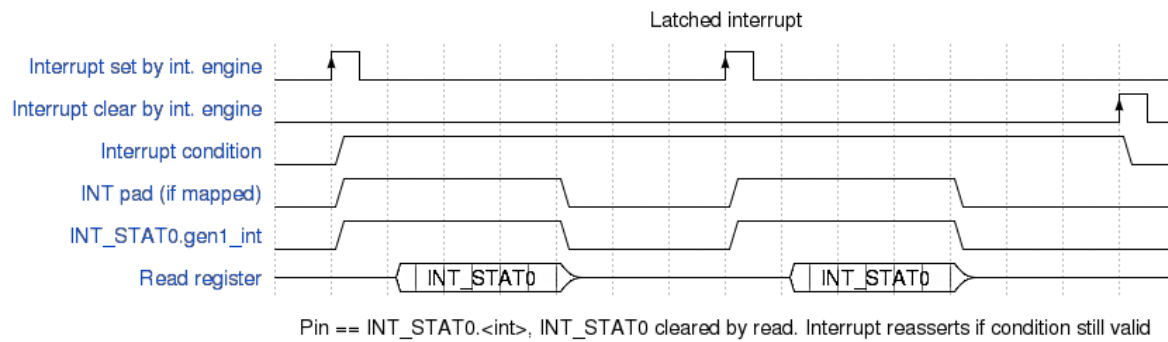 Latched interrupt
Interrupt set by int. engine
Interrupt clear by int. engine
Interrupt condition
INT pad (if mapped)
INT_STAT0.gen1_int
Read register
INT_STAT0
INT_STAT0
Pin == INT_STAT0.<int>, INT_STAT0 cleared by read. Interrupt reasserts if condition still valid